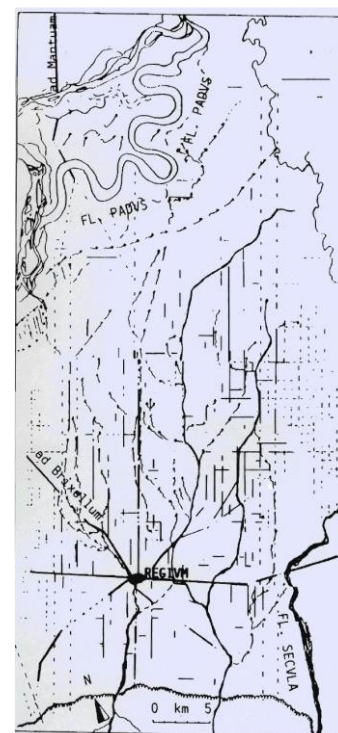 ad Mantuam
FL. PADVS
FL. PADVS
ad Brixellum
REGIVM
FL. SECVLA
N
0 km 5